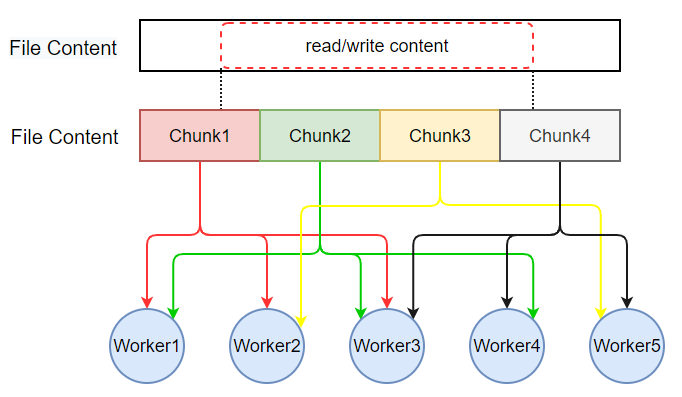 File Content
read/write content
File Content
Chunk1
Chunk2
Chunk3
Chunk4
Worker1
Worker2
Worker3
Worker4
Worker5